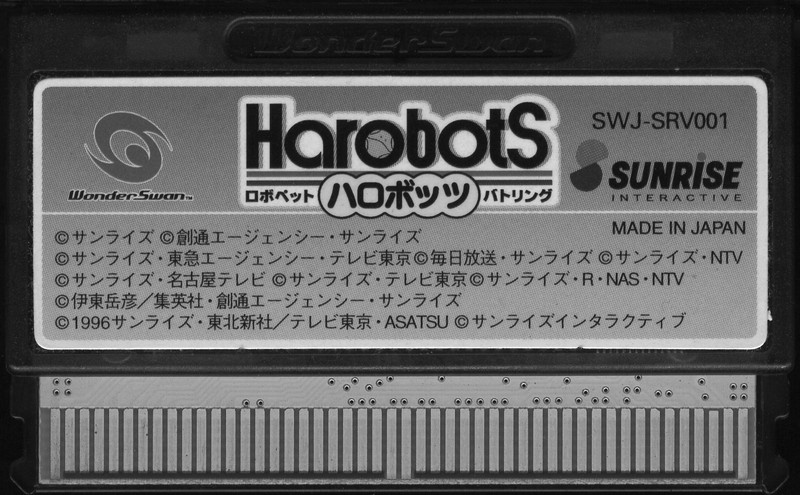 WonderSwan
HarobotS
SWJ-SRV001
WonderSwan™
ロボペット ハロボッツ バトリング
SUNRISE
INTERACTIVE
MADE IN JAPAN
©サンライズ ©創通エージェンシー・サンライズ
©サンライズ・東急エージェンシー・テレビ東京©毎日放送・サンライズ ©サンライズ・NTV
©サンライズ・名古屋テレビ ©サンライズ・テレビ東京©サンライズ・R・NAS・NTV
©伊東岳彦／集英社・創通エージェンシー・サンライズ
©1996サンライズ・東北新社／テレビ東京・ASATSU ©サンライズインタラクティブ